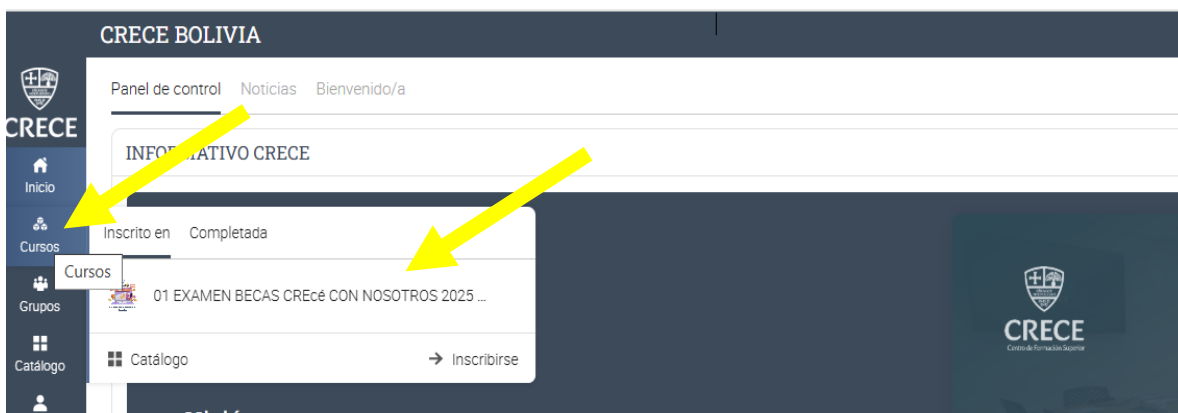 CRECE BOLIVIA
CRECE
Panel de control Noticias Bienvenido/a
INFORMATIVO CRECE
Inicio
Cursos
Cursos
Grupos
Catálogo
Inscrito en Completada
01 EXAMEN BECAS CREcé CON NOSOTROS 2025 ...
Catálogo Inscribirse
CRECE
Centro de Formación Superior